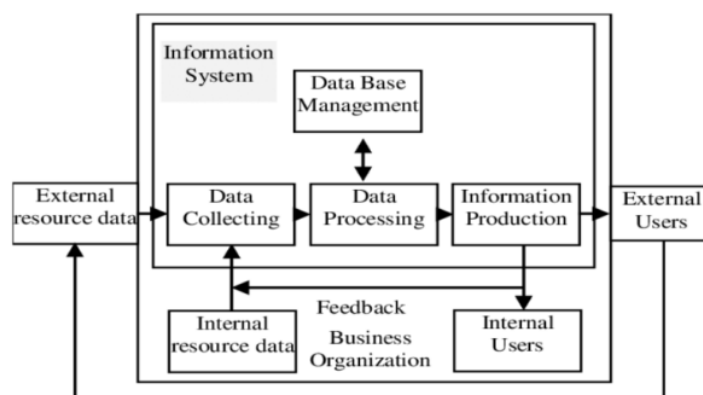 Information
System
Data Base
Management
External
resource data
Data
Collecting
Data
Processing
Information
Production
External
Users
Feedback
Internal
resource data
Business
Organization
Internal
Users